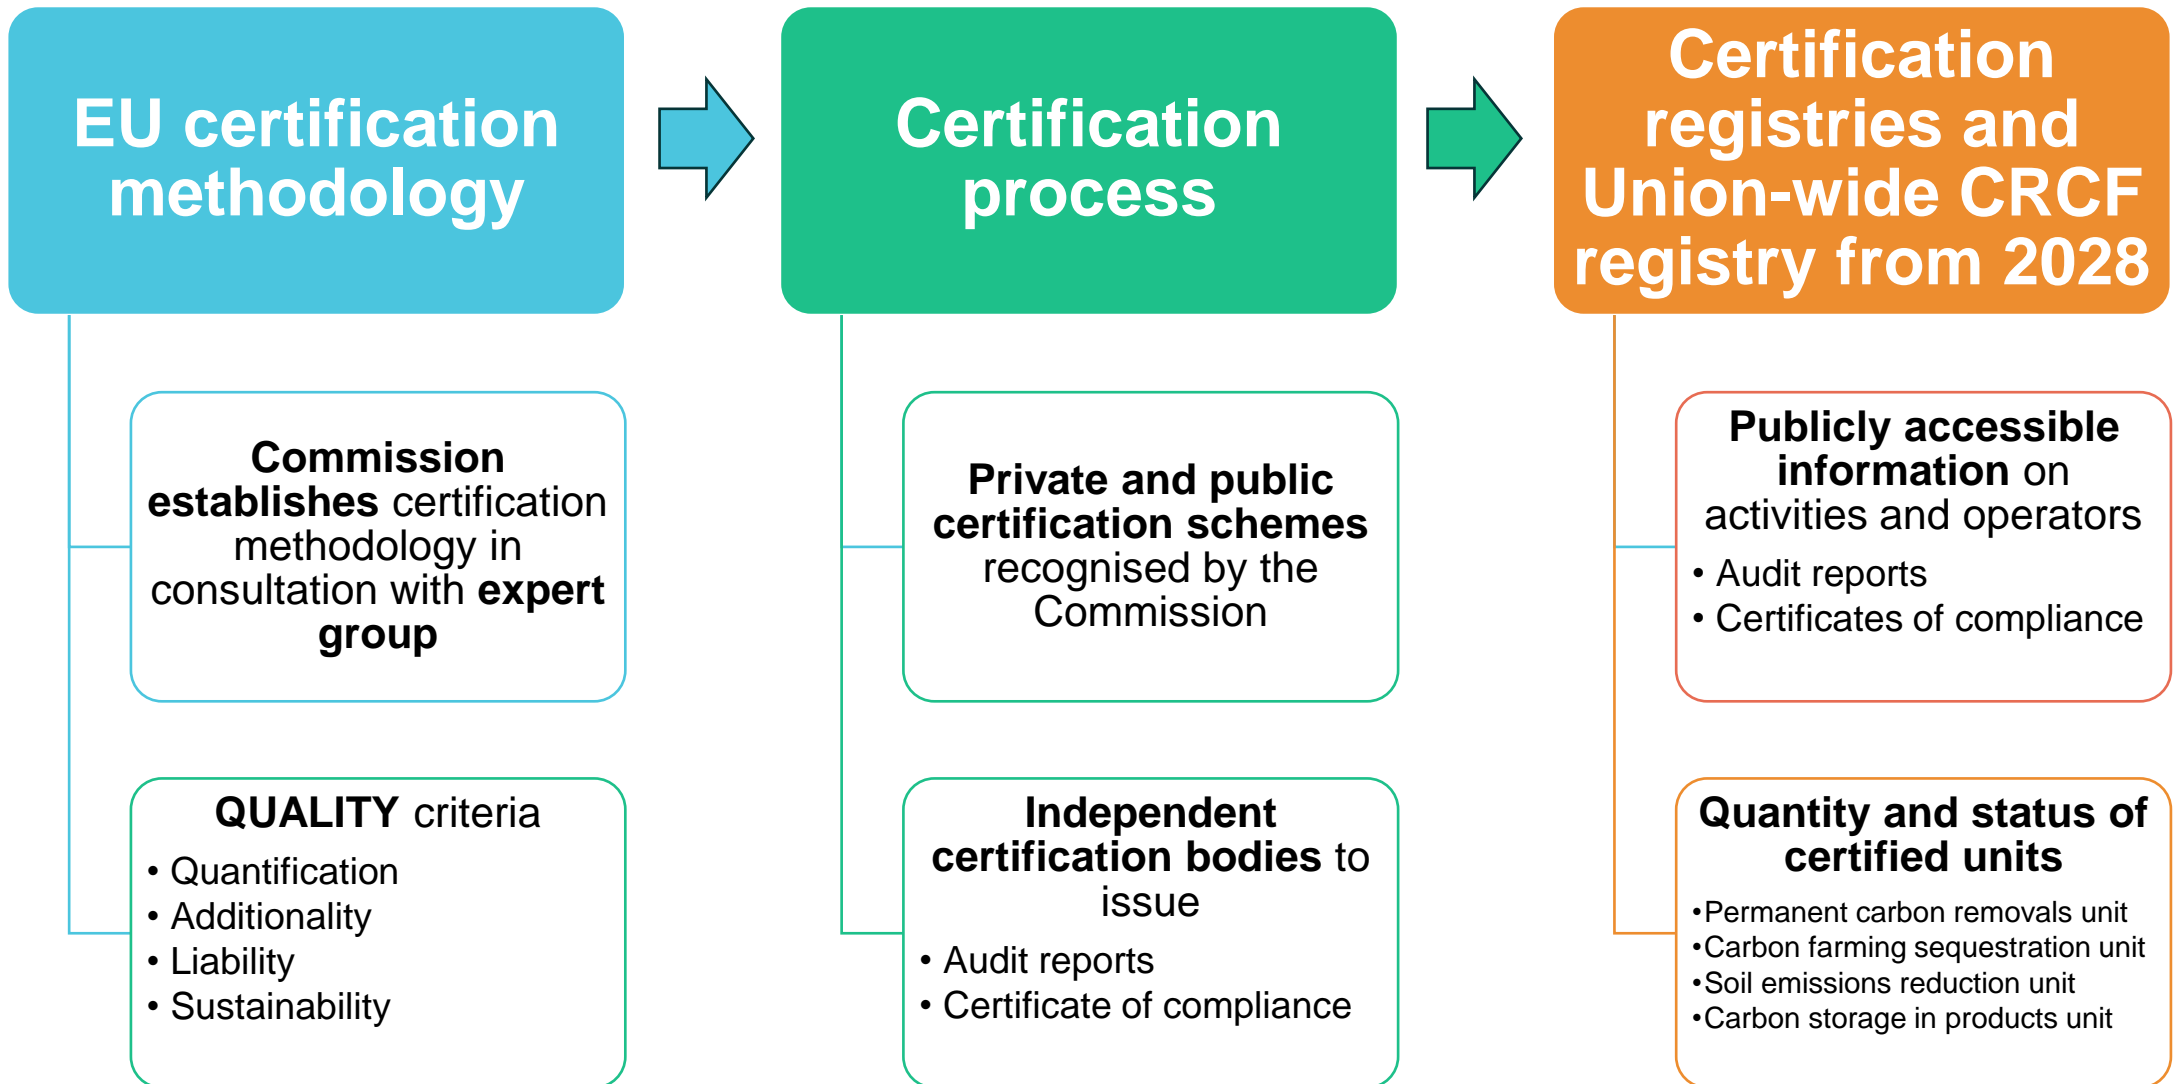 EU certification
methodology
Commission
establishes certification
methodology in
consultation with expert
group
QUALITY criteria
• Quantification
• Additionality
• Liability
• Sustainability
Certification
process
Private and public
certification schemes
recognised by the
Commission
Independent
certification bodies to
issue
• Audit reports
• Certificate of compliance
Certification
registries and
Union-wide CRCF
registry from 2028
Publicly accessible
information on
activities and operators
• Audit reports
• Certificates of compliance
Quantity and status of
certified units
•Permanent carbon removals unit
•Carbon farming sequestration unit
•Soil emissions reduction unit
•Carbon storage in products unit